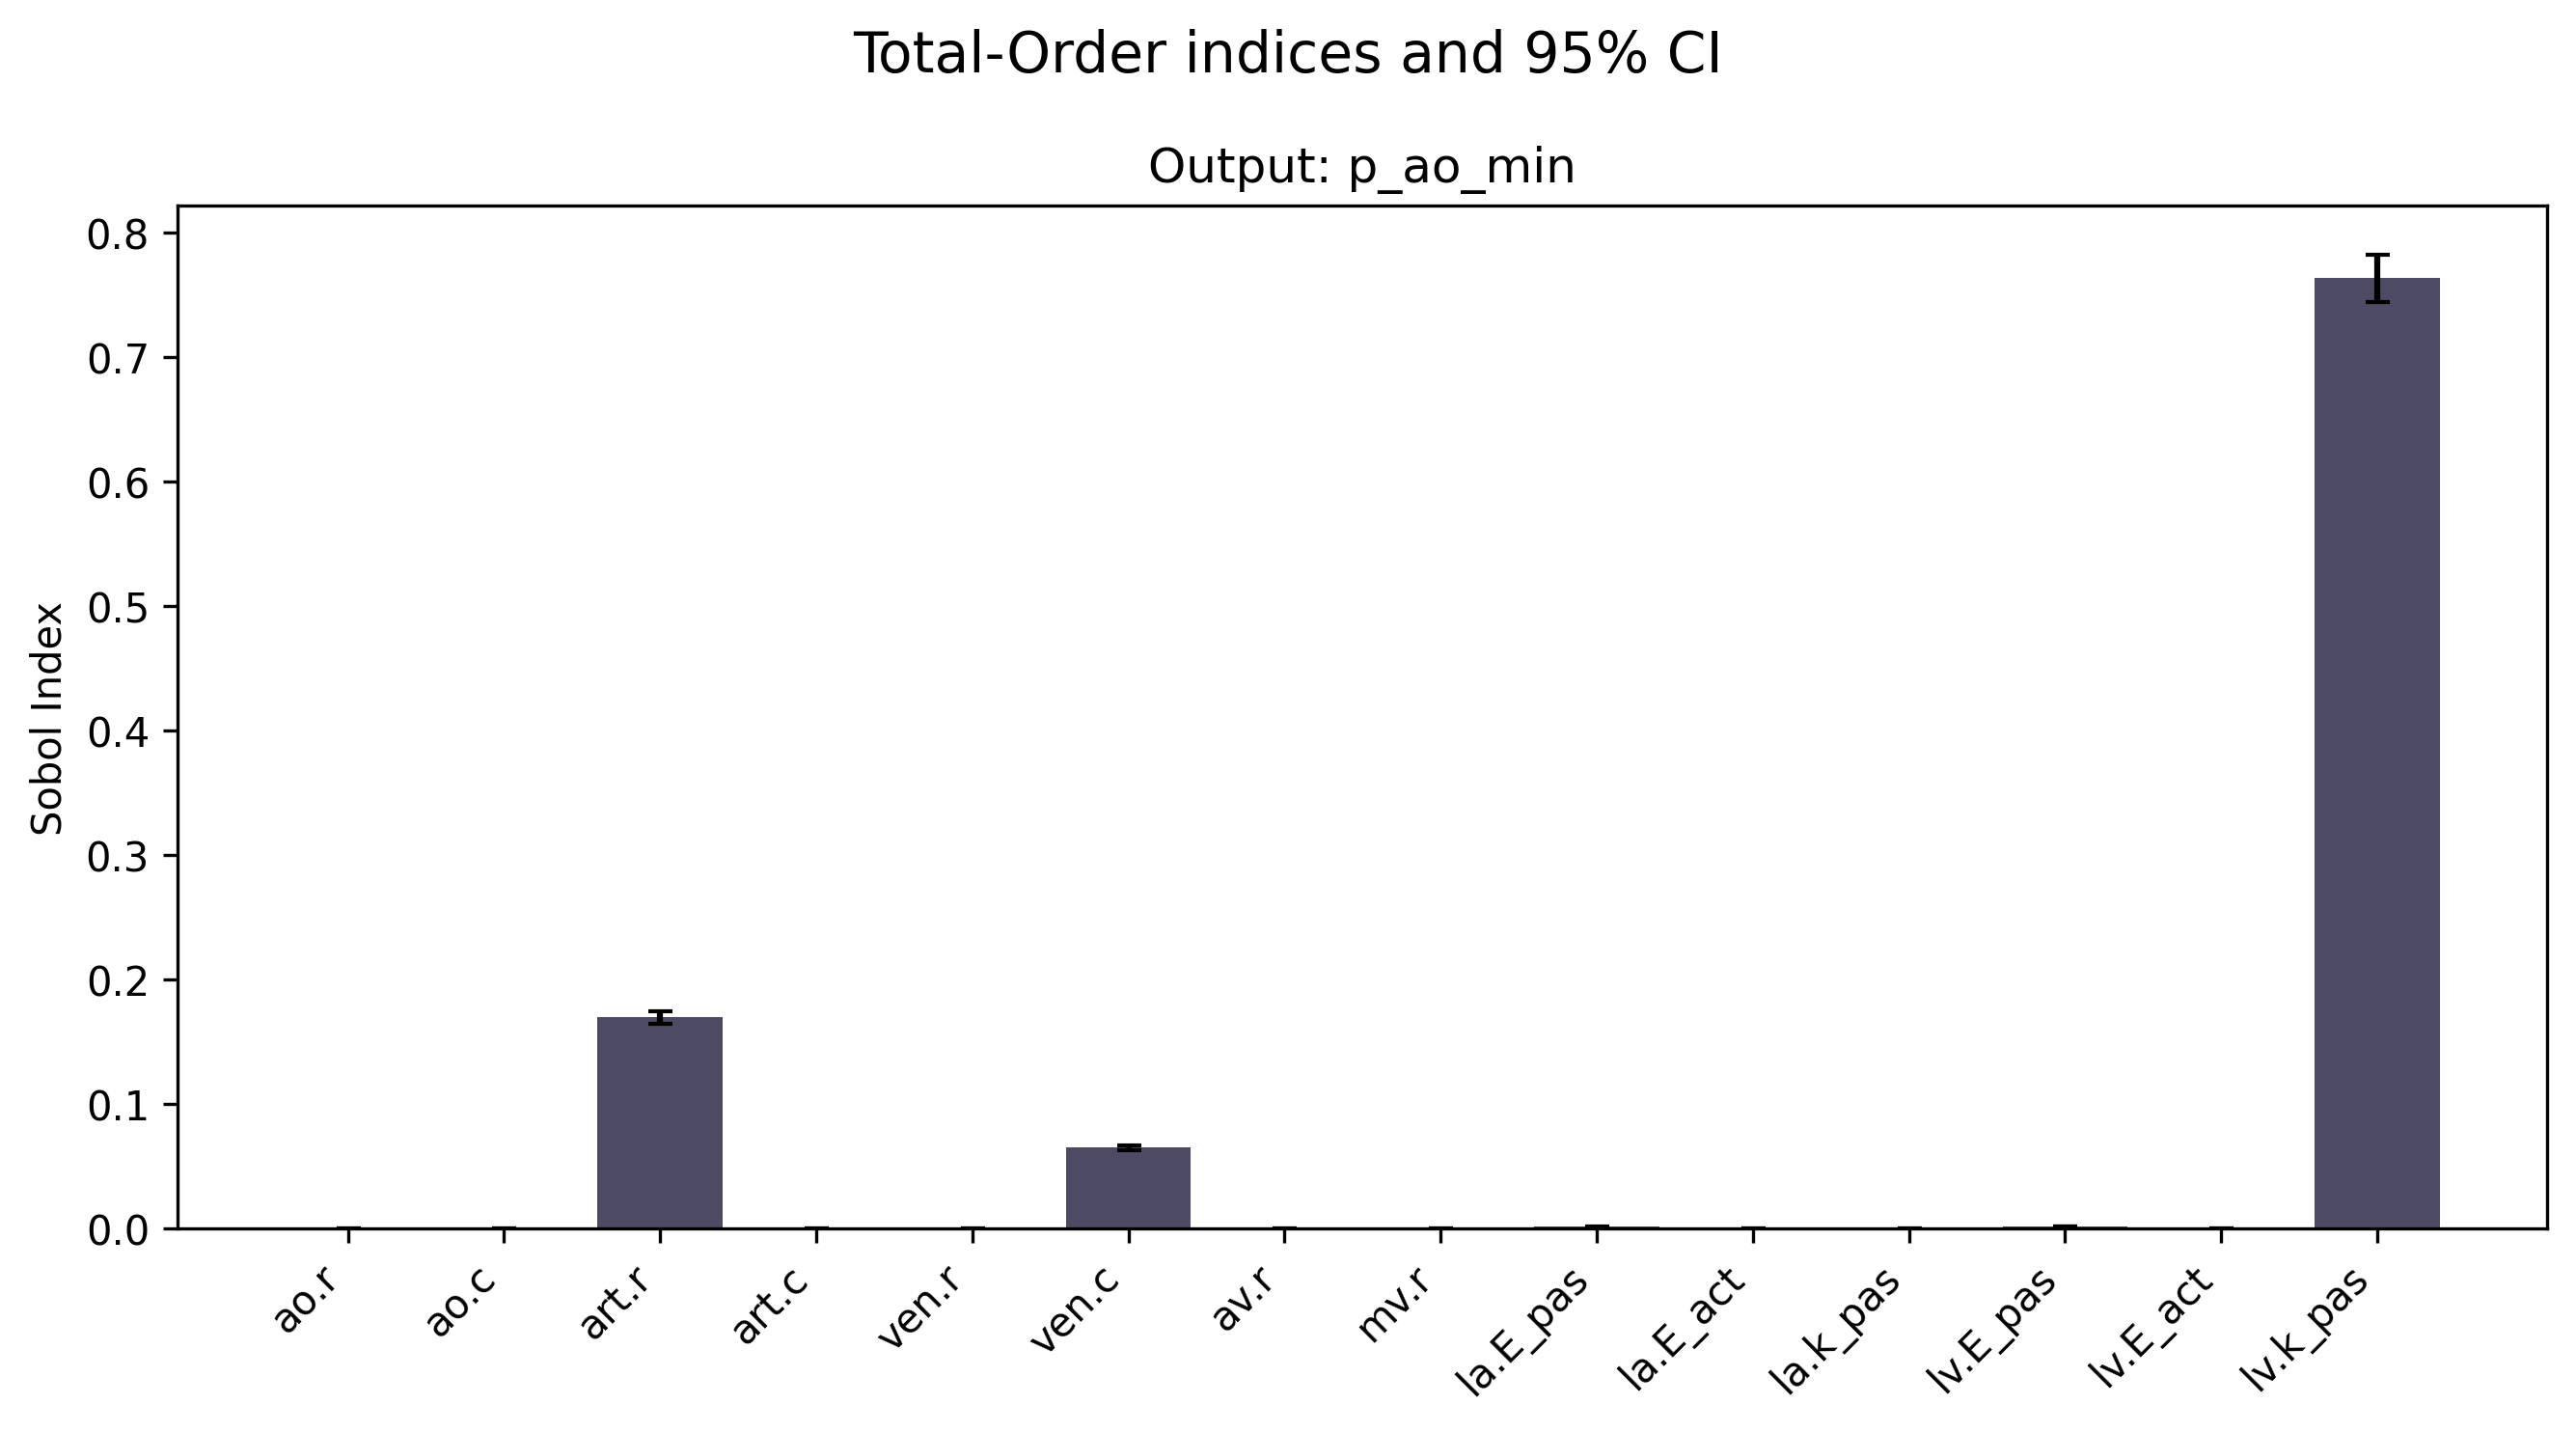 Total-Order indices and 95% CI
Output: p_ao_min
Sobol Index
0.8
0.7
0.6
0.5
0.4
0.3
0.2
0.1
0.0
ao.r
ao.c
art.r
art.c
ven.r
ven.c
av.r
mv.r
la.E_pas
la.E_act
la.k_pas
lv.E_pas
lv.E_act
lv.k_pas